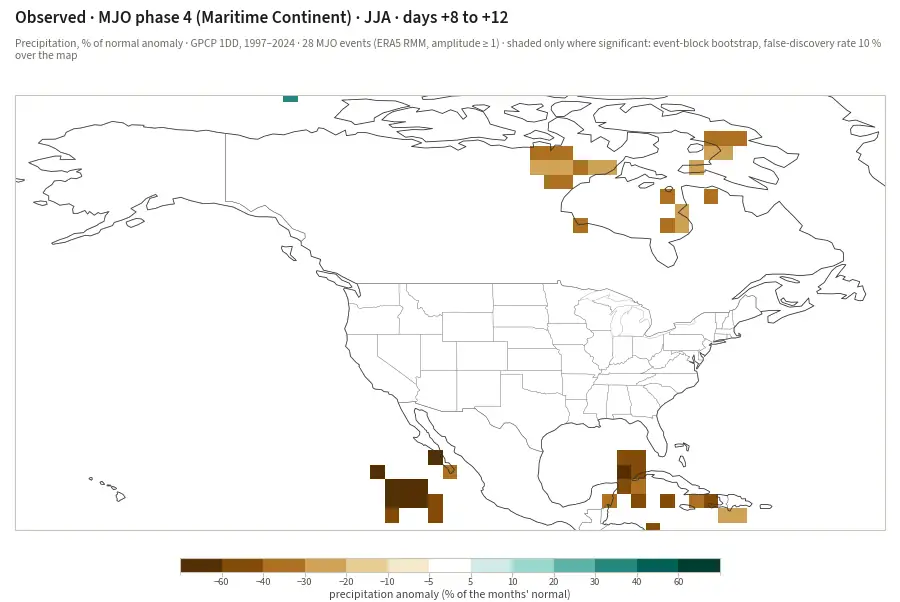 Observed · MJO phase 4 (Maritime Continent) · JJA · days +8 to +12
Precipitation, % of normal anomaly · GPCP 1DD, 1997–2024 · 28 MJO events (ERA5 RMM, amplitude ≥ 1) · shaded only where significant: event-block bootstrap, false-discovery rate 10 %
over the map
−60 −40 −30 −20 −10 −5 5 10 20 30 40 60
precipitation anomaly (% of the months' normal)